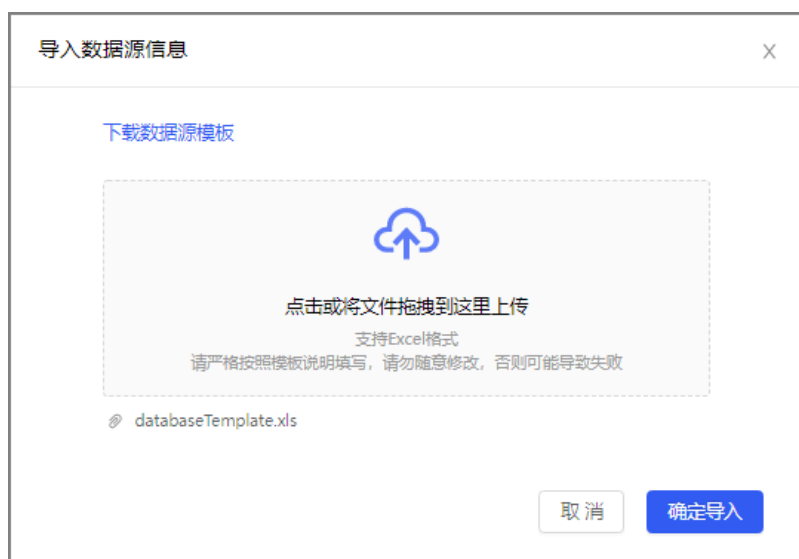 导入数据源信息
X
下载数据源模板
点击或将文件拖拽到这里上传
支持Excel格式
请严格按照模板说明填写，请勿随意修改，否则可能导致失败
databaseTemplate.xls
取 消
确定导入